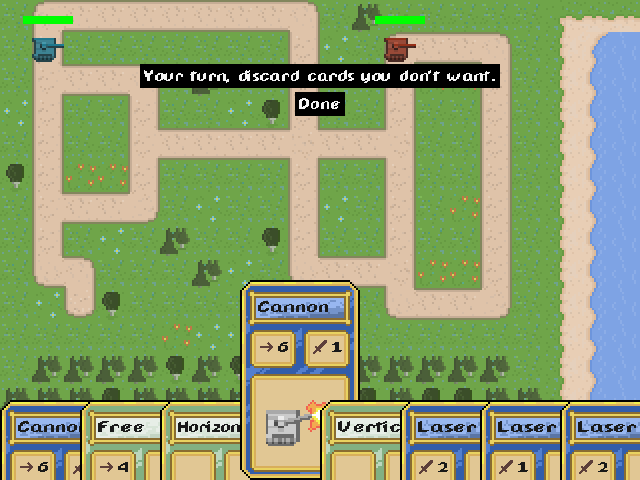 Your turn, discard cards you don't want.
Done
Cannon
→6 1
Canno
→6
Free
→4
Horizon
Vertic
Laser
2
Laser
1
Laser
2